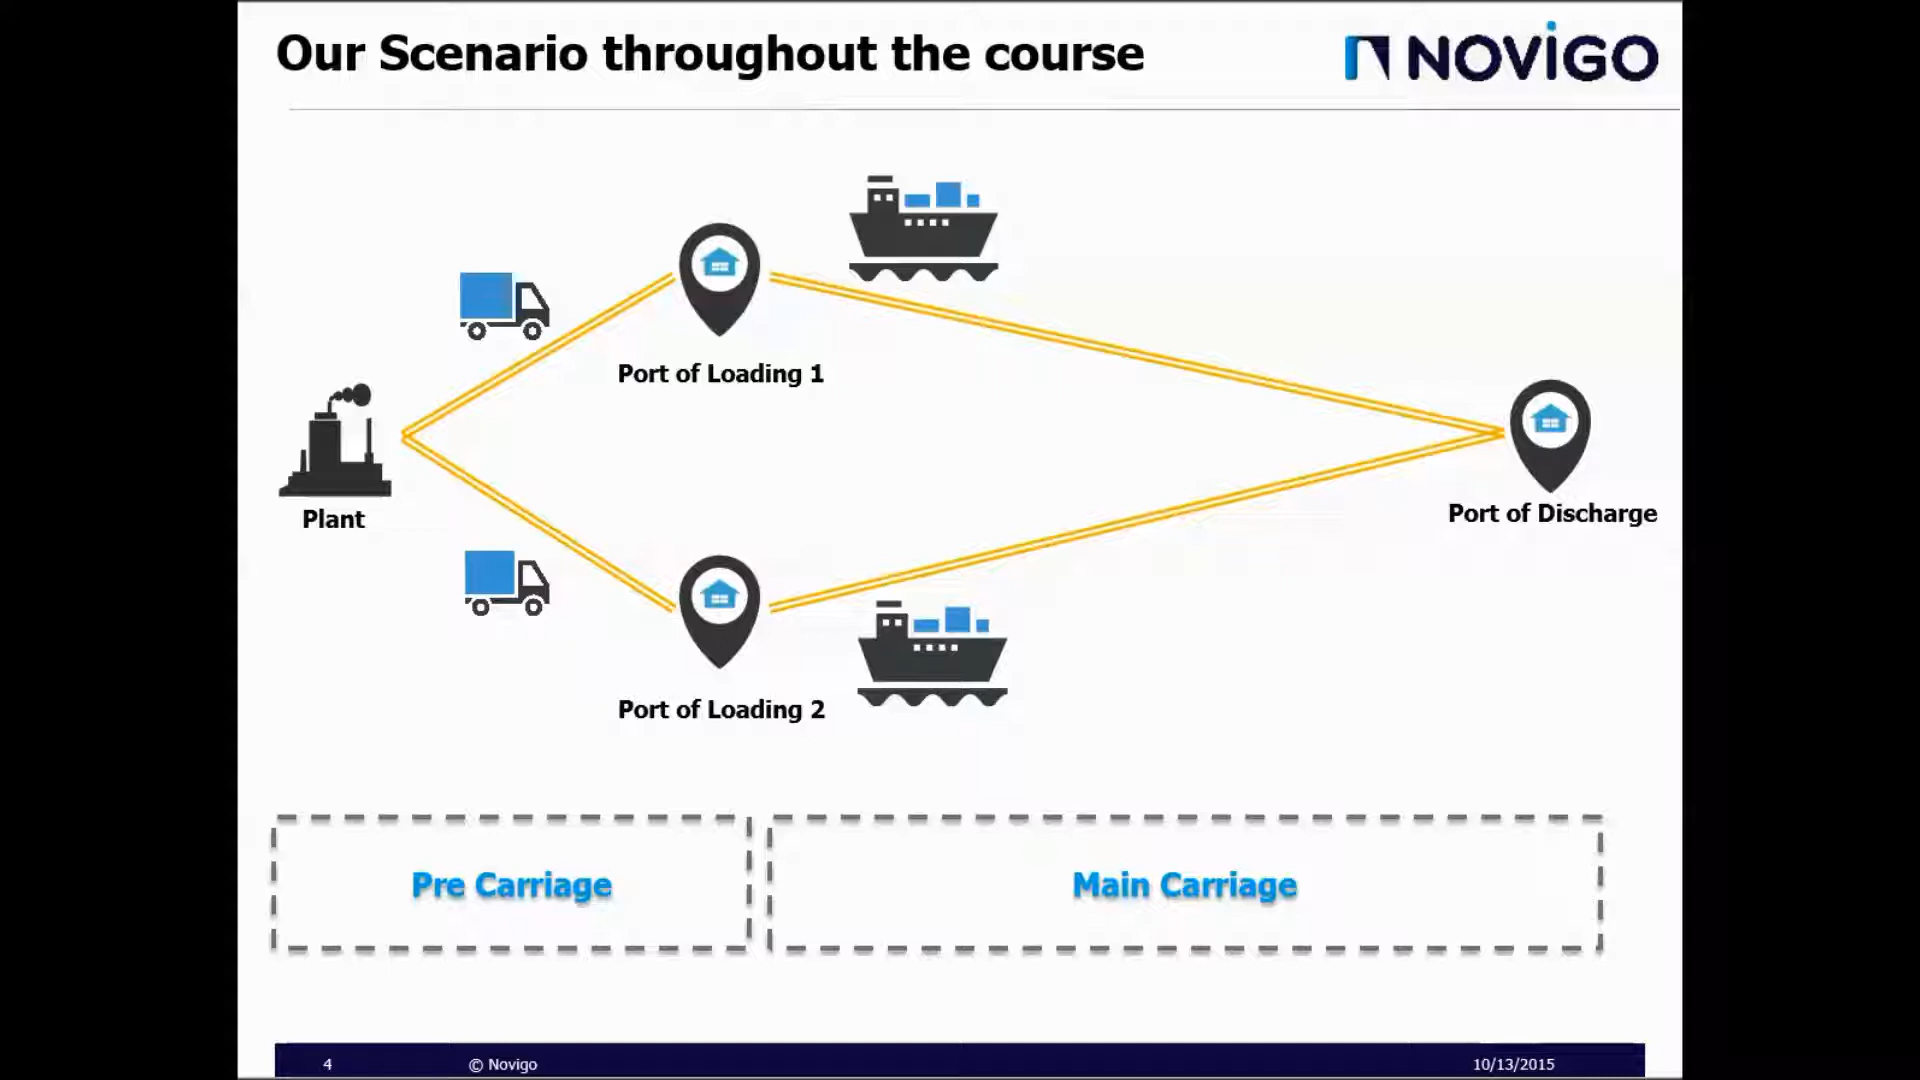 Our Scenario throughout the course
NOVIGO
Port of Loading 1
Plant
Port of Discharge
Port of Loading 2
Pre Carriage
Main Carriage
4
© Novigo
10/13/2015